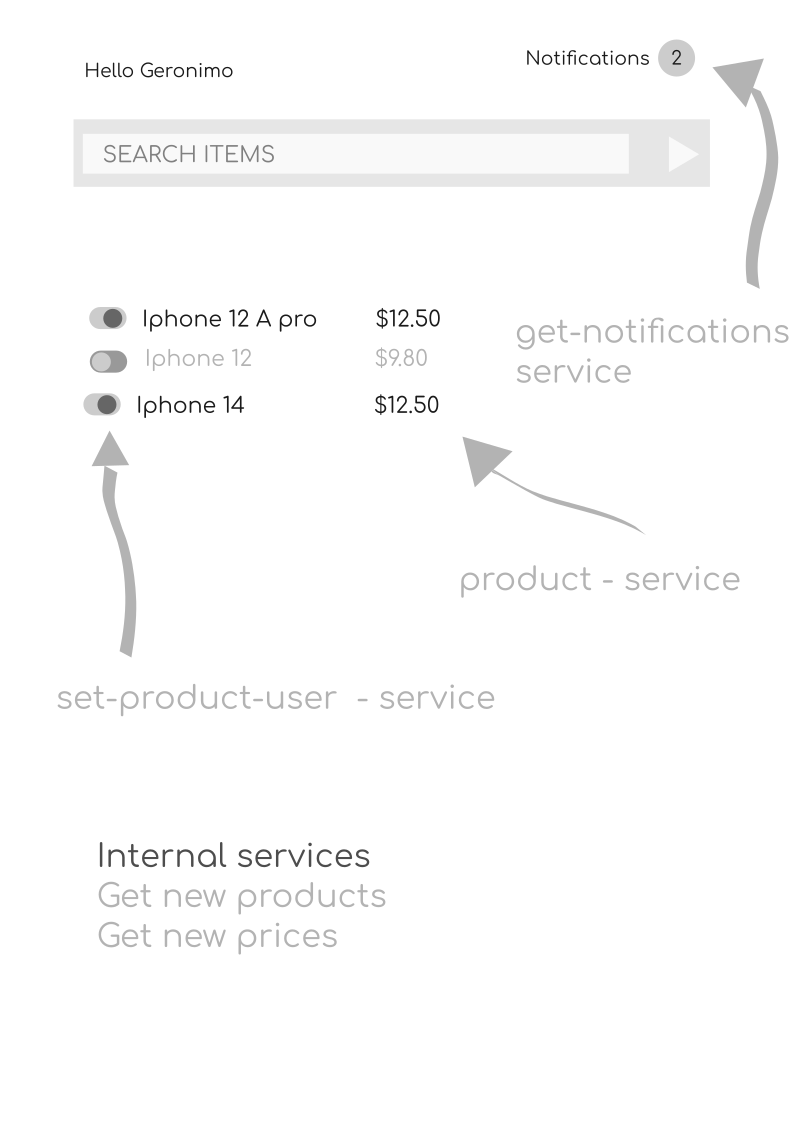 Hello Geronimo
Notifications 2
SEARCH ITEMS
Iphone 12 A pro $12.50
Iphone 12 $9.80
Iphone 14 $12.50
get-notifications
service
product - service
set-product-user - service
Internal services
Get new products
Get new prices